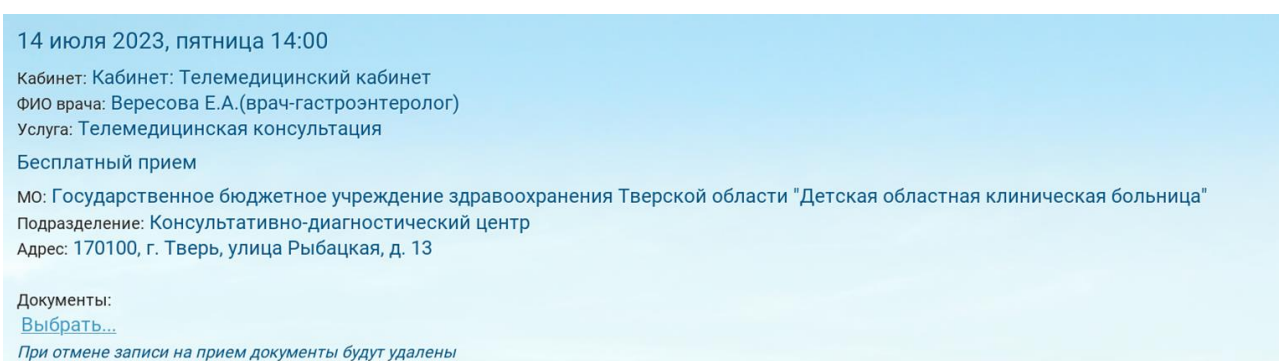 14 июля 2023, пятница 14:00
Кабинет: Кабинет: Телемедицинский кабинет
ФИО врача: Вересова Е.А.(врач-гастроэнтеролог)
Услуга: Телемедицинская консультация
Бесплатный прием
МО: Государственное бюджетное учреждение здравоохранения Тверской области "Детская областная клиническая больница"
Подразделение: Консультативно-диагностический центр
Адрес: 170100, г. Тверь, улица Рыбацкая, д. 13
Документы:
Выбрать...
При отмене записи на прием документы будут удалены